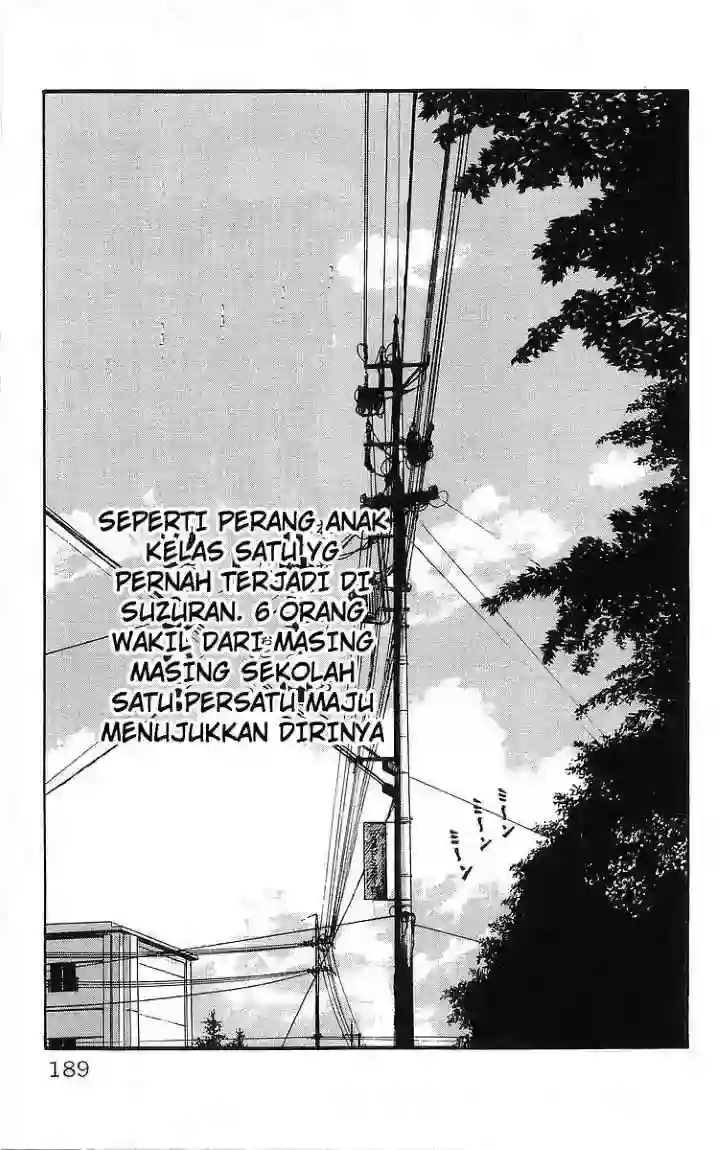 SEPERTI PERANG ANAK
KELAS SATU YG
PERNAH TERJADI DI
SUZURAN. 6 ORANG
WAKIL DARI MASING
MASING SEKOLAH
SATU PERSATU MAJU
MENUJUKKAN DIRINYA
ミーン
ミーン
ミーン
189